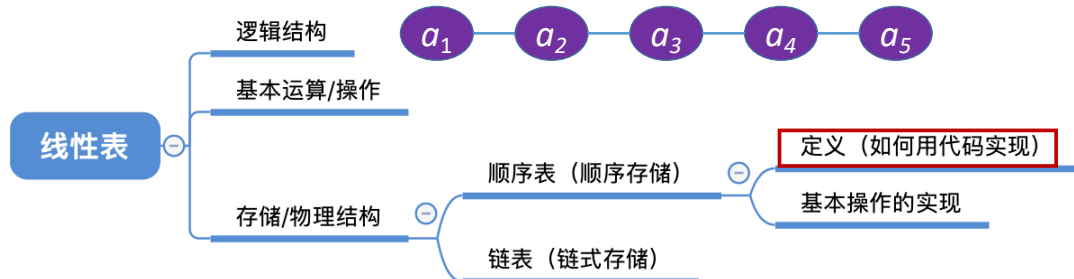 逻辑结构
a1 a2 a3 a4 a5
基本运算/操作
线性表
定义（如何用代码实现）
顺序表（顺序存储）
基本操作的实现
存储/物理结构
链表（链式存储）